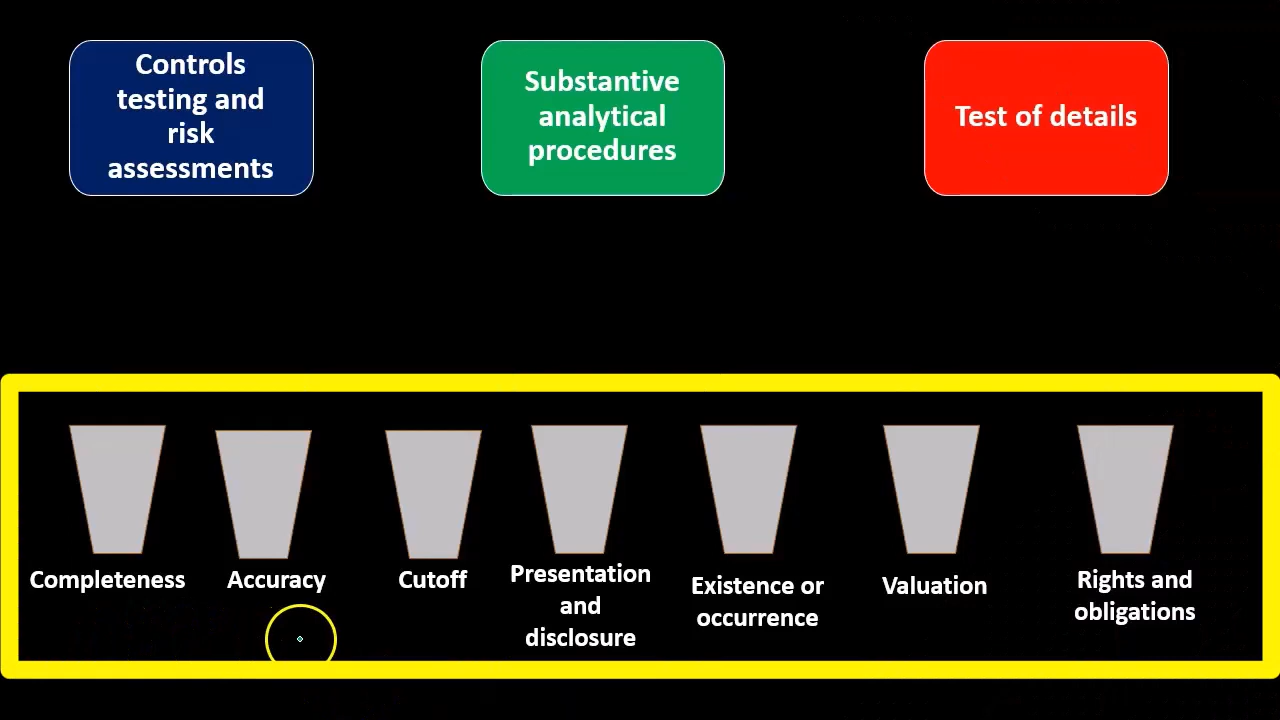 Controls
testing and
risk
assessments
Substantive
analytical
procedures
Test of details
Completeness
Accuracy
Cutoff
Presentation
and
disclosure
Existence or
occurrence
Valuation
Rights and
obligations